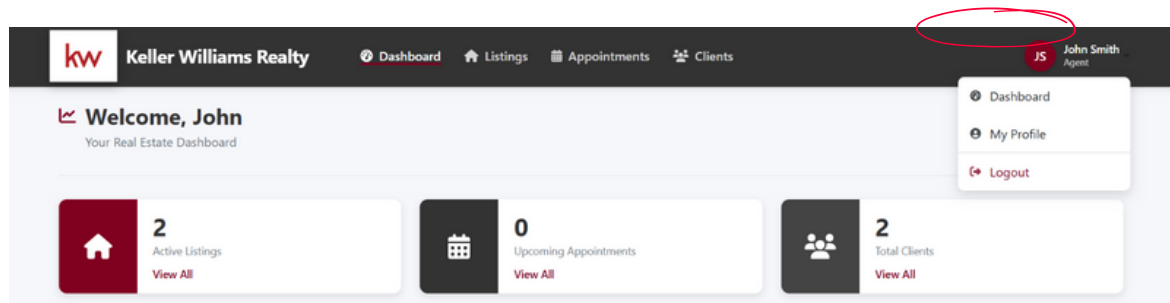 kw Keller Williams Realty Dashboard Listings Appointments Clients JS John Smith
Agent
Dashboard
My Profile
Logout
Welcome, John
Your Real Estate Dashboard
2
Active Listings
View All
0
Upcoming Appointments
View All
2
Total Clients
View All